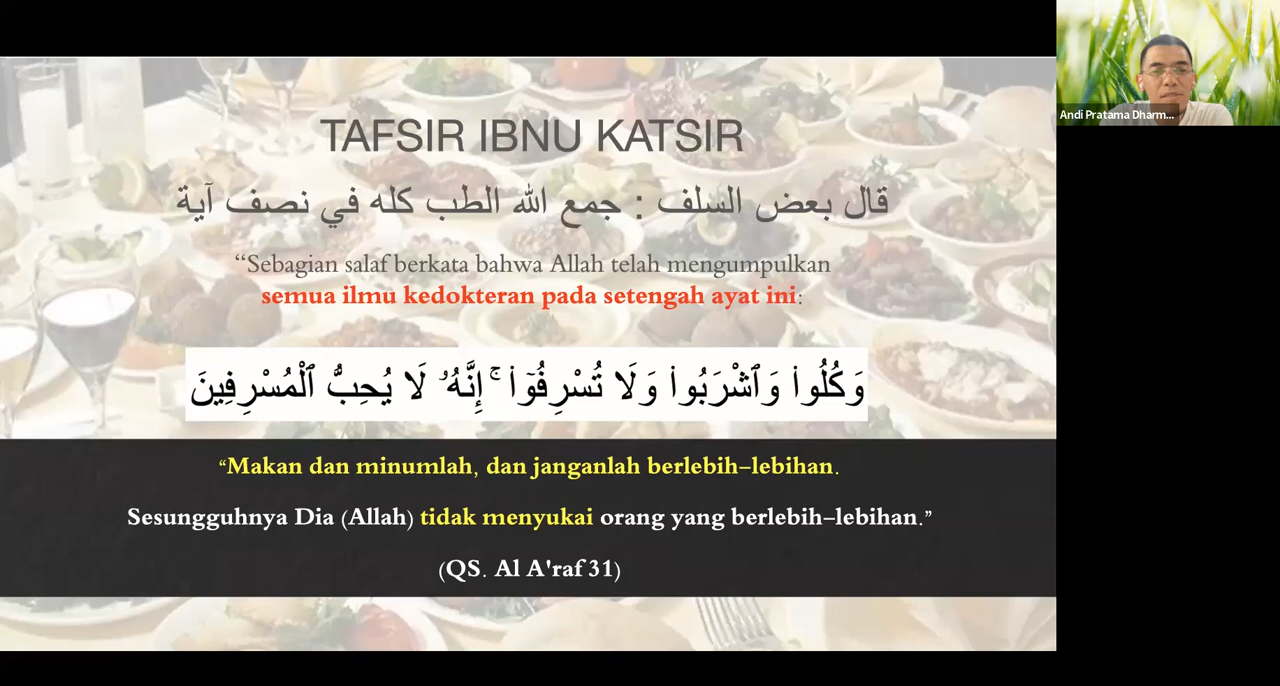 TAFSIR IBNU KATSIR
قال بعض السلف : جمع الله الطب كله في نصف آية
“Sebagian salaf berkata bahwa Allah telah mengumpulkan
semua ilmu kedokteran pada setengah ayat ini:
وَكُلُوا۟ وَٱشْرَبُوا۟ وَلَا تُسْرِفُوٓا۟ ۚ إِنَّهُۥ لَا يُحِبُّ ٱلْمُسْرِفِينَ
“Makan dan minumlah, dan janganlah berlebih–lebihan.
Sesungguhnya Dia (Allah) tidak menyukai orang yang berlebih–lebihan.”
(QS. Al A'raf 31)
Andi Pratama Dharm...